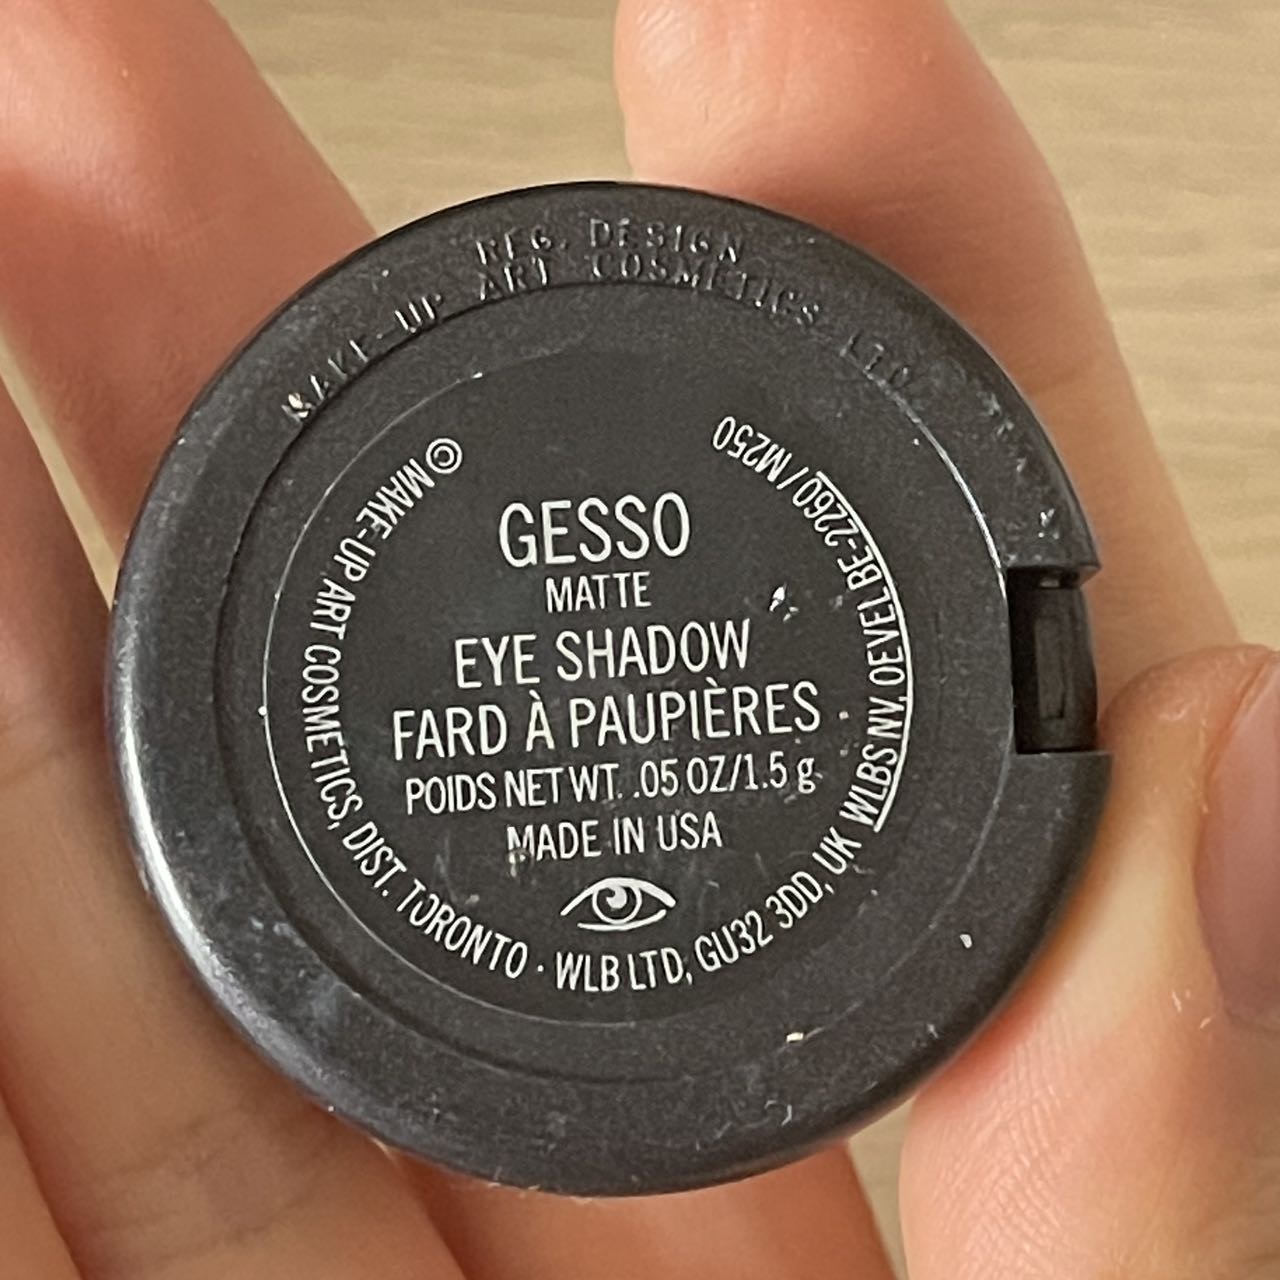 REG. DESIGN
MAKE-UP ART COSMETICS LTD.
GESSO
MATTE
EYE SHADOW
FARD À PAUPIÈRES
POIDS NET WT. .05 OZ/1.5 g
MADE IN USA
© MAKE-UP ART COSMETICS, DIST. TORONTO · WLB LTD, GU32 3DD, UK WLBS NV, OEVEL BE-2260 / M250